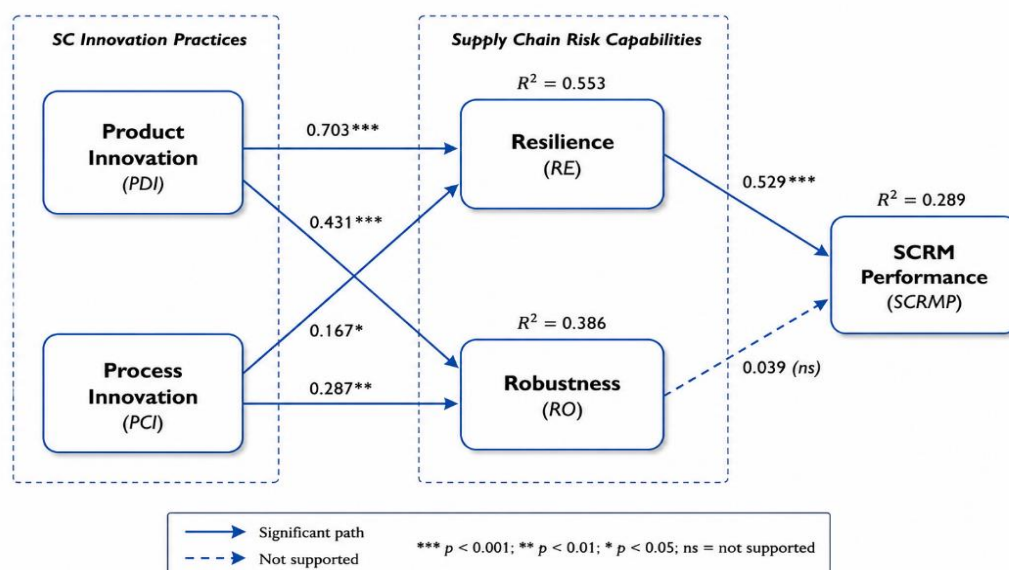 SC Innovation Practices
Supply Chain Risk Capabilities
R² = 0.553
Product
Innovation
(PDI)
0.703***
Resilience
(RE)
0.529***
R² = 0.289
0.431***
SCRM
Performance
(SCRMP)
R² = 0.386
0.167*
Process
Innovation
(PCI)
0.287**
Robustness
(RO)
0.039 (ns)
Significant path
Not supported
*** p < 0.001; ** p < 0.01; * p < 0.05; ns = not supported